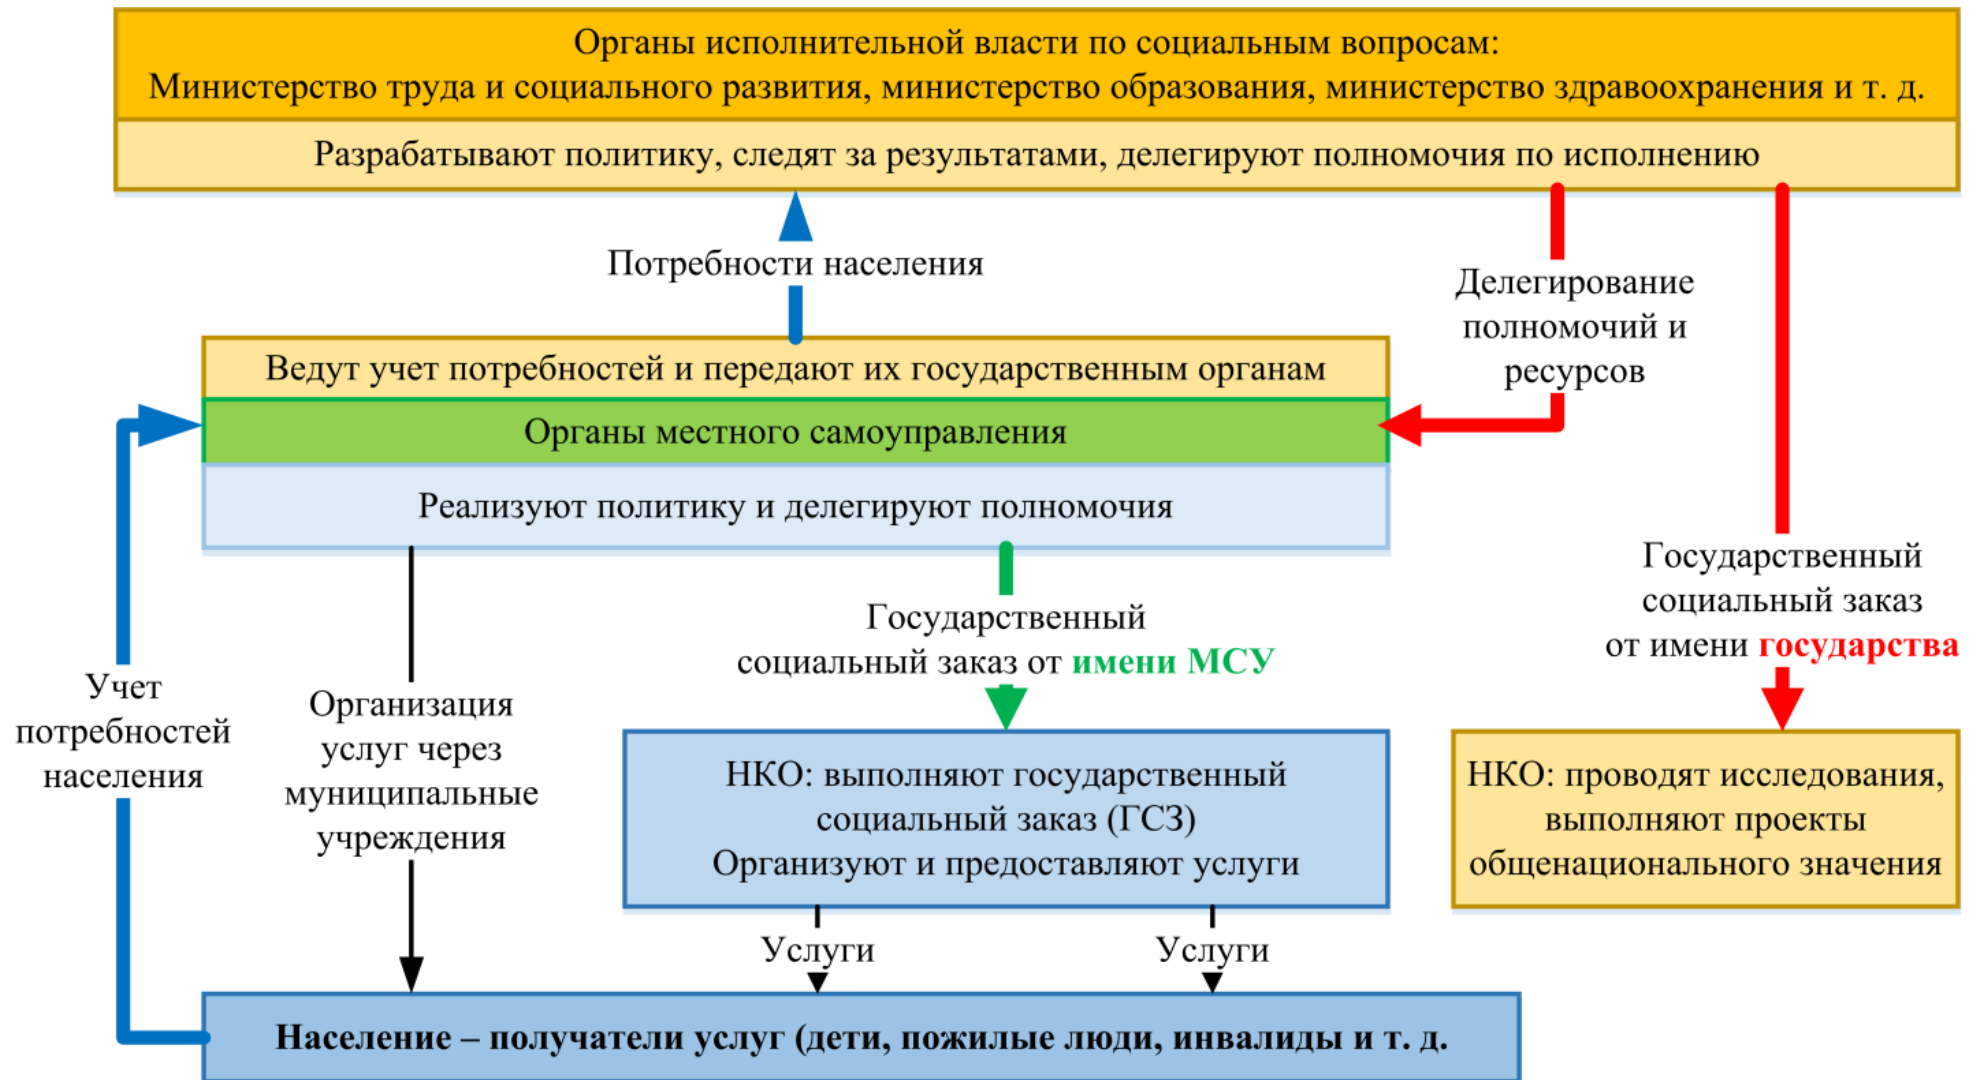 Органы исполнительной власти по социальным вопросам:
Министерство труда и социального развития, министерство образования, министерство здравоохранения и т. д.
Разрабатывают политику, следят за результатами, делегируют полномочия по исполнению
Потребности населения
Делегирование
полномочий и
ресурсов
Ведут учет потребностей и передают их государственным органам
Органы местного самоуправления
Реализуют политику и делегируют полномочия
Государственный
социальный заказ
от имени государства
Государственный
социальный заказ от имени МСУ
Учет
потребностей
населения
Организация
услуг через
муниципальные
учреждения
НКО: выполняют государственный
социальный заказ (ГСЗ)
Организуют и предоставляют услуги
НКО: проводят исследования,
выполняют проекты
общенационального значения
Услуги
Услуги
Население – получатели услуг (дети, пожилые люди, инвалиды и т. д.